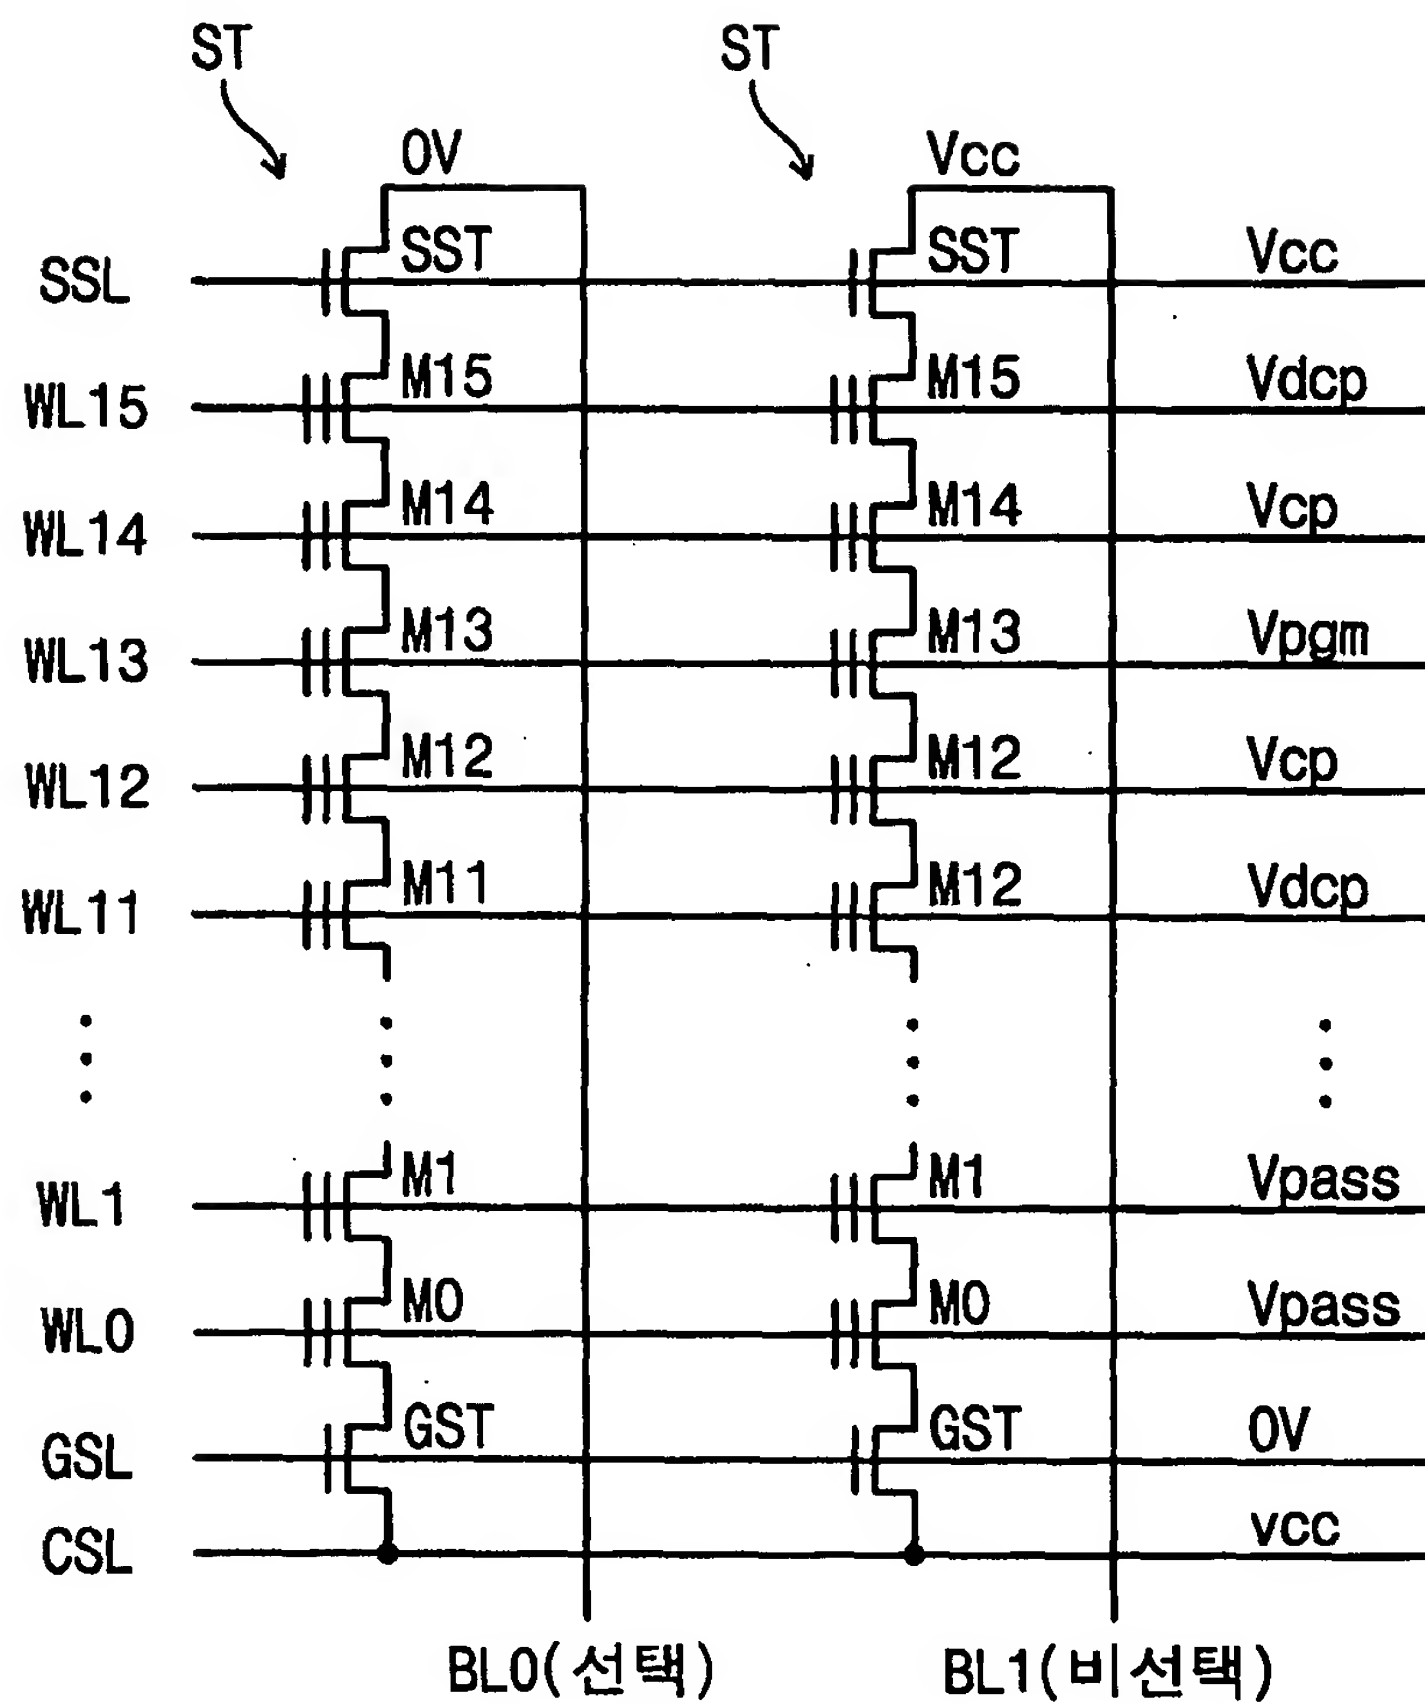 ST ST
0V Vcc
SSL SST SST Vcc
WL15 M15 M15 Vdcp
WL14 M14 M14 Vcp
WL13 M13 M13 Vpgm
WL12 M12 M12 Vcp
WL11 M11 M12 Vdcp
WL1 M1 M1 Vpass
WL0 M0 M0 Vpass
GSL GST GST 0V
CSL vcc
BL0(선택) BL1(비선택)